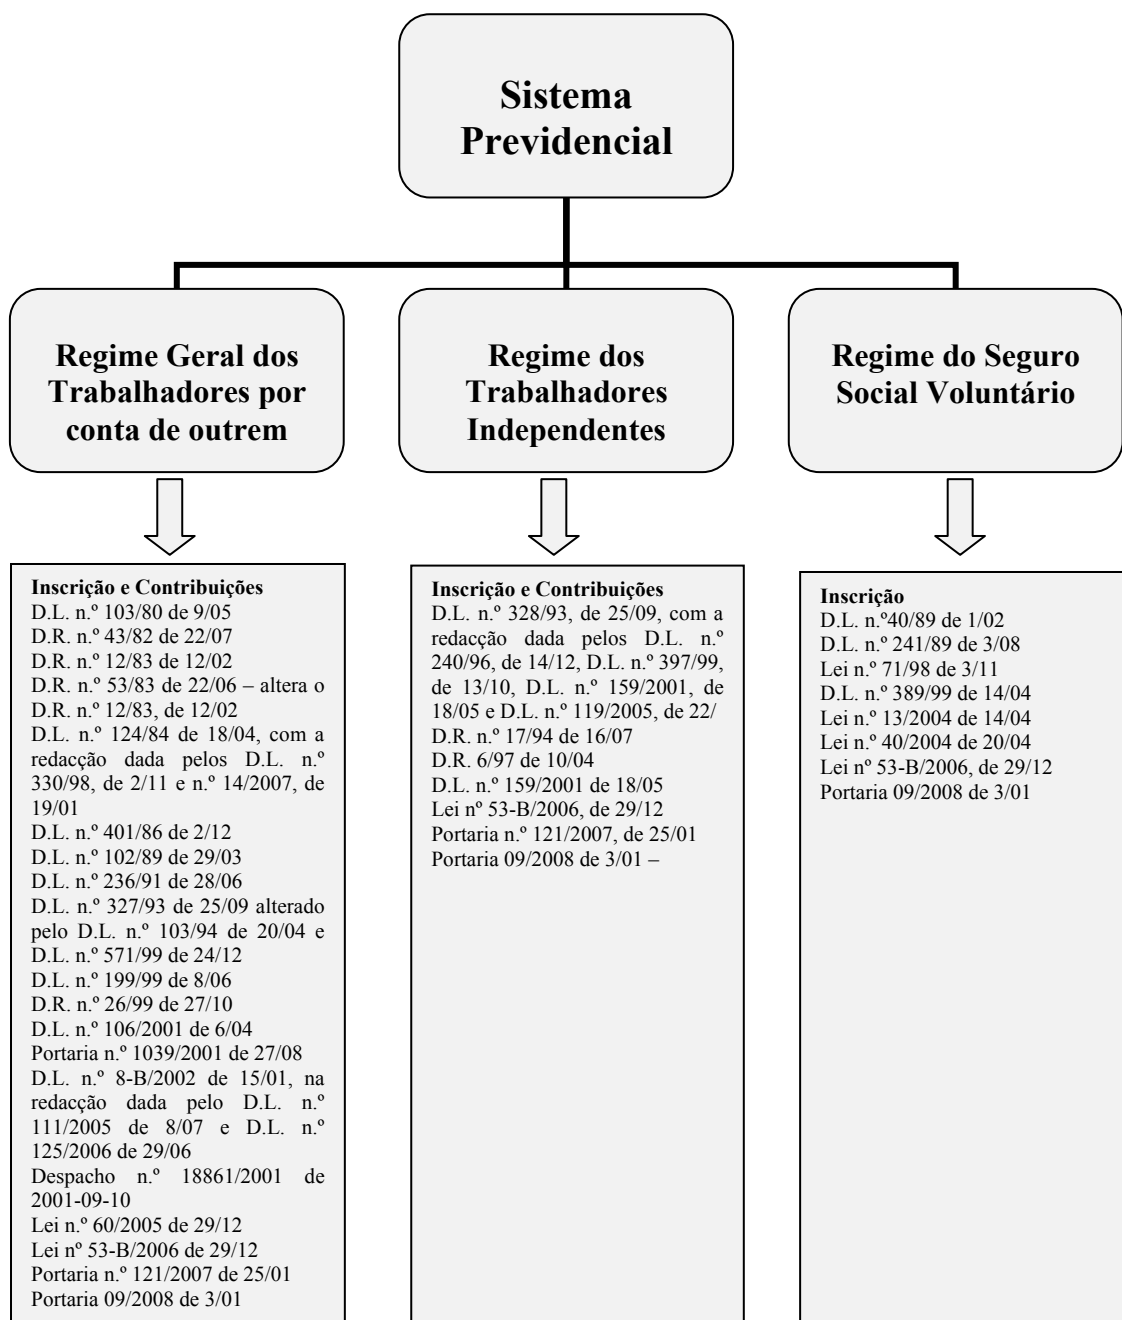 Sistema
Previdencial
Regime Geral dos
Trabalhadores por
conta de outrem
Regime dos
Trabalhadores
Independentes
Regime do Seguro
Social Voluntário
Inscrição e Contribuições
D.L. n.º 103/80 de 9/05
D.R. n.º 43/82 de 22/07
D.R. n.º 12/83 de 12/02
D.R. n.º 53/83 de 22/06 – altera o
D.R. n.º 12/83, de 12/02
D.L. n.º 124/84 de 18/04, com a
redacção dada pelos D.L. n.º
330/98, de 2/11 e n.º 14/2007, de
19/01
D.L. n.º 401/86 de 2/12
D.L. n.º 102/89 de 29/03
D.L. n.º 236/91 de 28/06
D.L. n.º 327/93 de 25/09 alterado
pelo D.L. n.º 103/94 de 20/04 e
D.L. n.º 571/99 de 24/12
D.L. n.º 199/99 de 8/06
D.R. n.º 26/99 de 27/10
D.L. n.º 106/2001 de 6/04
Portaria n.º 1039/2001 de 27/08
D.L. n.º 8-B/2002 de 15/01, na
redacção dada pelo D.L. n.º
111/2005 de 8/07 e D.L. n.º
125/2006 de 29/06
Despacho n.º 18861/2001 de
2001-09-10
Lei n.º 60/2005 de 29/12
Lei nº 53-B/2006 de 29/12
Portaria n.º 121/2007 de 25/01
Portaria 09/2008 de 3/01
Inscrição e Contribuições
D.L. n.º 328/93, de 25/09, com a
redacção dada pelos D.L. n.º
240/96, de 14/12, D.L. n.º 397/99,
de 13/10, D.L. n.º 159/2001, de
18/05 e D.L. n.º 119/2005, de 22/
D.R. n.º 17/94 de 16/07
D.R. 6/97 de 10/04
D.L. n.º 159/2001 de 18/05
Lei nº 53-B/2006, de 29/12
Portaria n.º 121/2007, de 25/01
Portaria 09/2008 de 3/01 –
Inscrição
D.L. n.º40/89 de 1/02
D.L. n.º 241/89 de 3/08
Lei n.º 71/98 de 3/11
D.L. n.º 389/99 de 14/04
Lei n.º 13/2004 de 14/04
Lei n.º 40/2004 de 20/04
Lei nº 53-B/2006, de 29/12
Portaria 09/2008 de 3/01